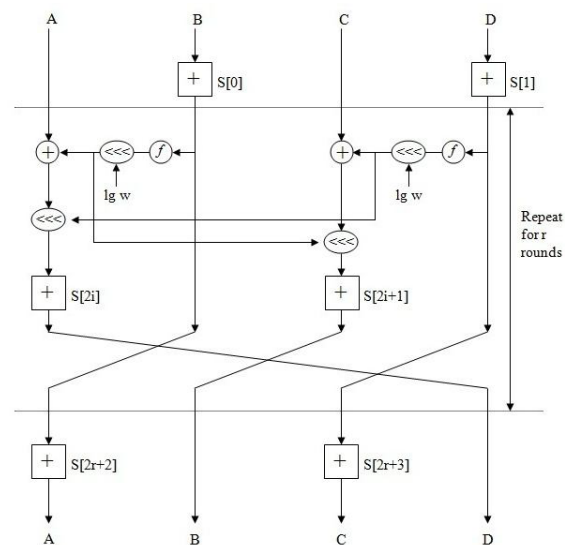 A B C D
+ S[0] + S[1]
+ <<< f + <<< f
lg w lg w
<<<
<<<
Repeat
for r
rounds
+ S[2i] + S[2i+1]
+ S[2r+2] + S[2r+3]
A B C D